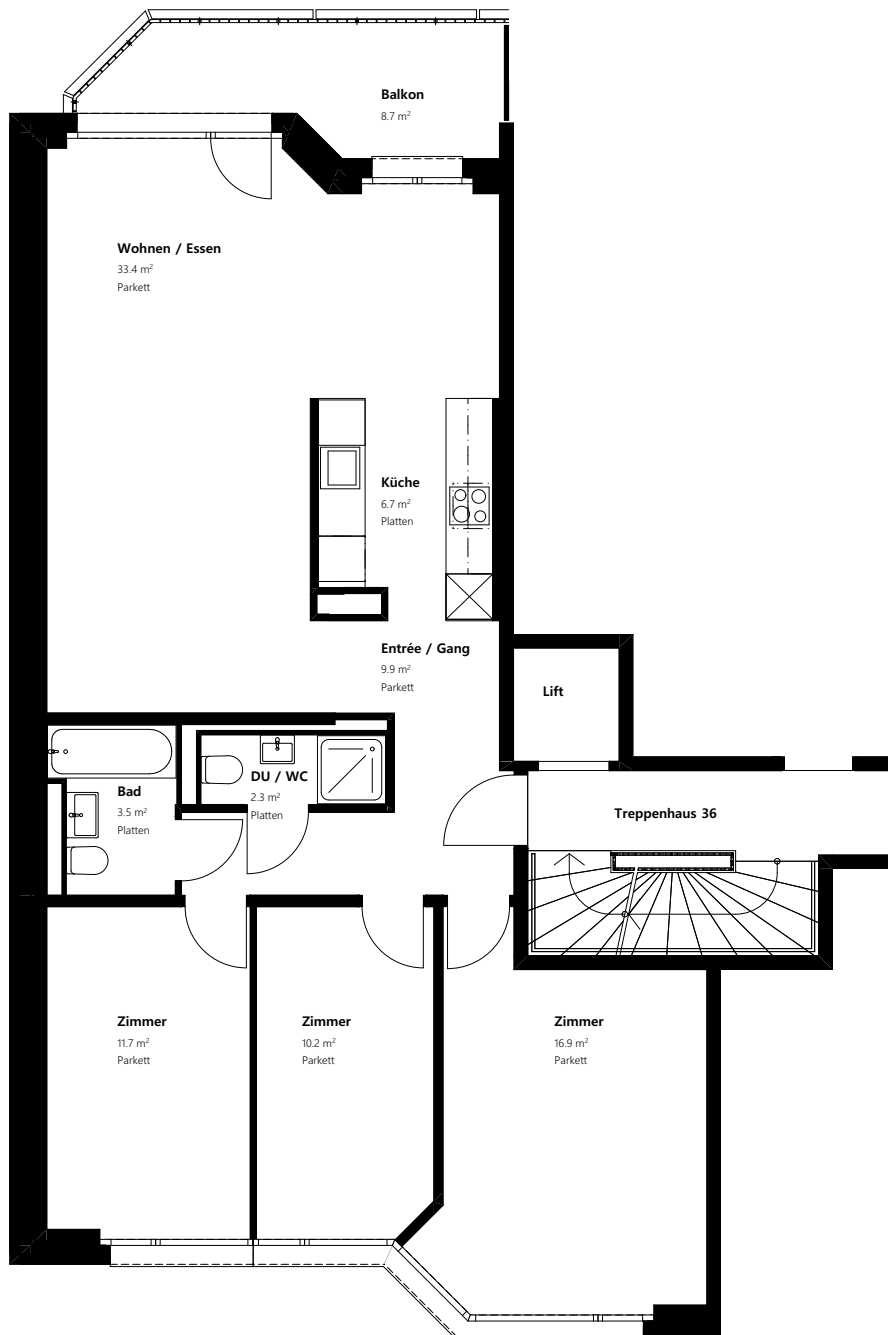 Balkon
8.7 m²
Wohnen / Essen
33.4 m²
Parkett
Küche
6.7 m²
Platten
Entrée / Gang
9.9 m²
Parkett
Lift
DU / WC
2.3 m²
Platten
Bad
3.5 m²
Platten
Treppenhaus 36
Zimmer
11.7 m²
Parkett
Zimmer
10.2 m²
Parkett
Zimmer
16.9 m²
Parkett